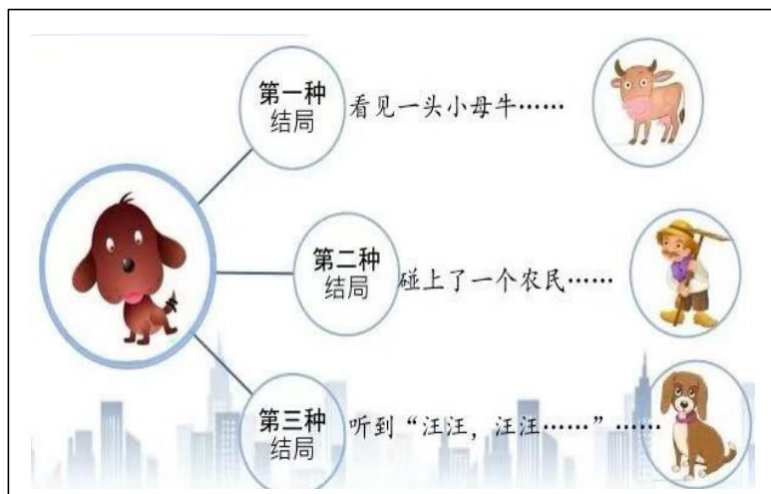 第一种
结局
看见一头小母牛……
第二种
结局
碰上了一个农民……
第三种
结局
听到“汪汪，汪汪……”……